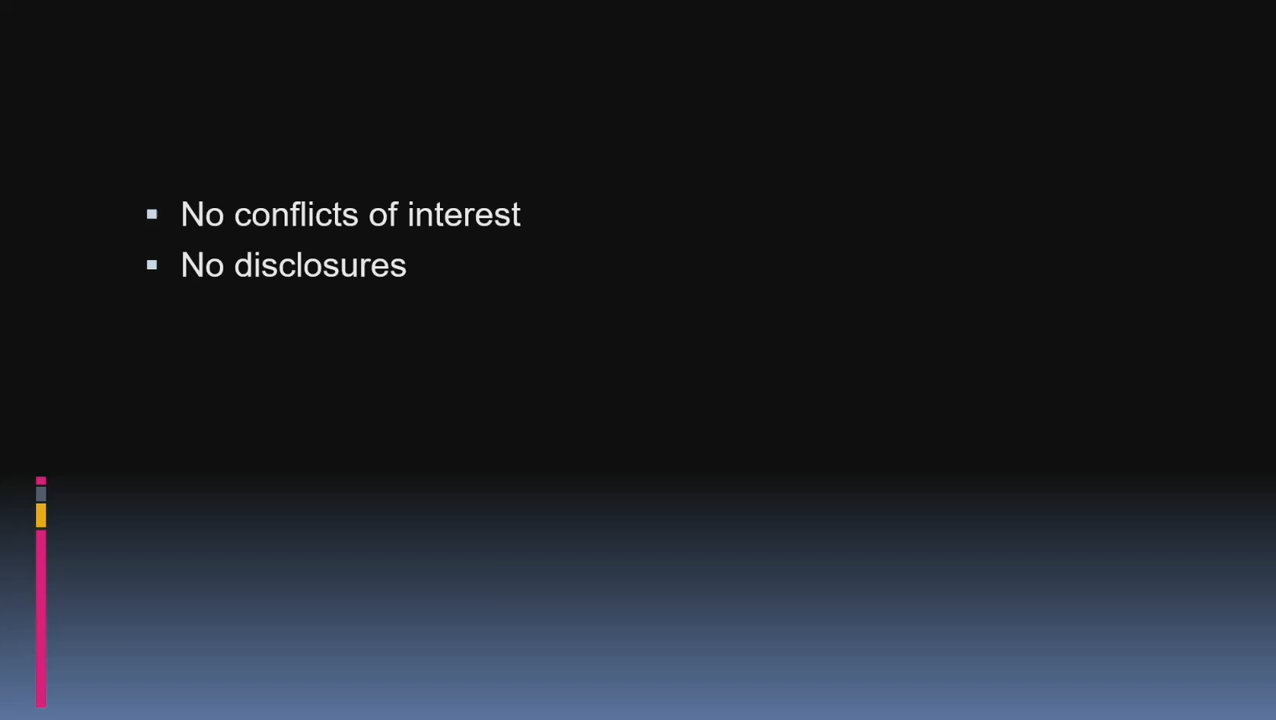 ▪ No conflicts of interest
▪ No disclosures